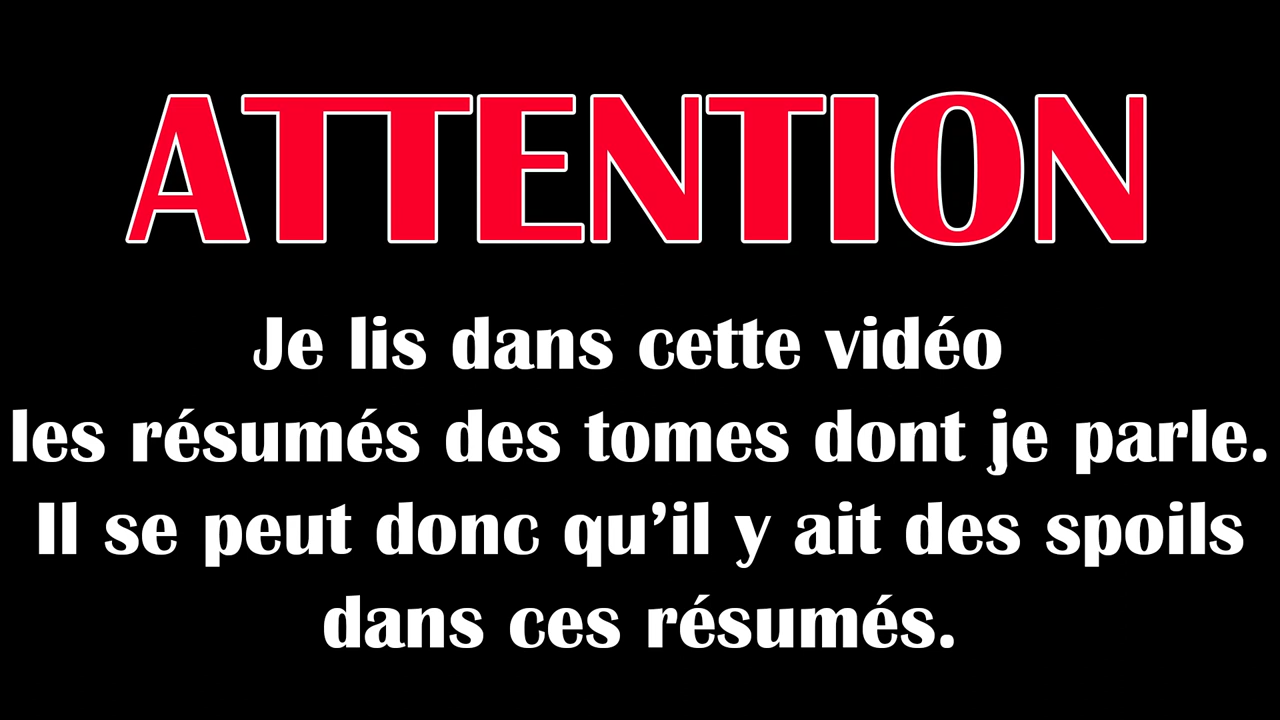 ATTENTION
Je lis dans cette vidéo
les résumés des tomes dont je parle.
Il se peut donc qu’il y ait des spoils
dans ces résumés.